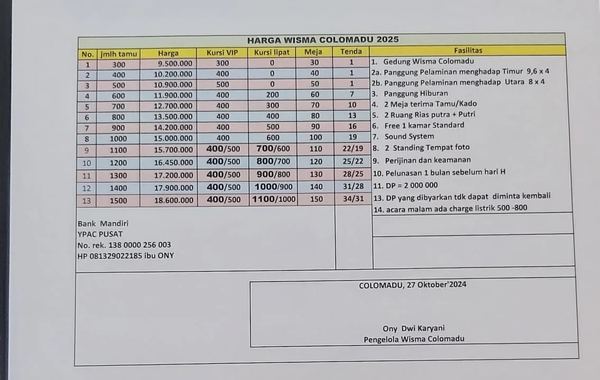 HARGA WISMA COLOMADU 2025
No. jmlh tamu Harga Kursi VIP Kursi lipat Meja Tenda Fasilitas
1 300 9.500.000 300 0 30 1
2 400 10.200.000 400 0 40 1
3 500 10.900.000 500 0 50 1
4 600 11.900.000 400 200 60 7
5 700 12.700.000 400 300 70 10
6 800 13.500.000 400 400 80 13
7 900 14.200.000 400 500 90 16
8 1000 15.000.000 400 600 100 19
9 1100 15.700.000 400/500 700/600 110 22/19
10 1200 16.450.000 400/500 800/700 120 25/22
11 1300 17.200.000 400/500 900/800 130 28/25
12 1400 17.900.000 400/500 1000/900 140 31/28
13 1500 18.600.000 400/500 1100/1000 150 34/31
1. Gedung Wisma Colomadu
2a. Panggung Pelaminan menghadap Timur 9,6 x 4
2b. Panggung Pelaminan menghadap Utara 8 x 4
3. Panggung Hiburan
4. 2 Meja terima Tamu/Kado
5. 2 Ruang Rias putra + Putri
6. Free 1 kamar Standard
7. Sound System
8. 2 Standing Tempat foto
9. Perijinan dan keamanan
10. Pelunasan 1 bulan sebelum hari H
11. DP = 2 000 000
13. DP yang dibyarkan tdk dapat diminta kembali
14. acara malam ada charge listrik 500 -800
Bank Mandiri
YPAC PUSAT
No. rek. 138 0000 256 003
HP 081329022185 ibu ONY
COLOMADU, 27 Oktober'2024
Ony Dwi Karyani
Pengelola Wisma Colomadu